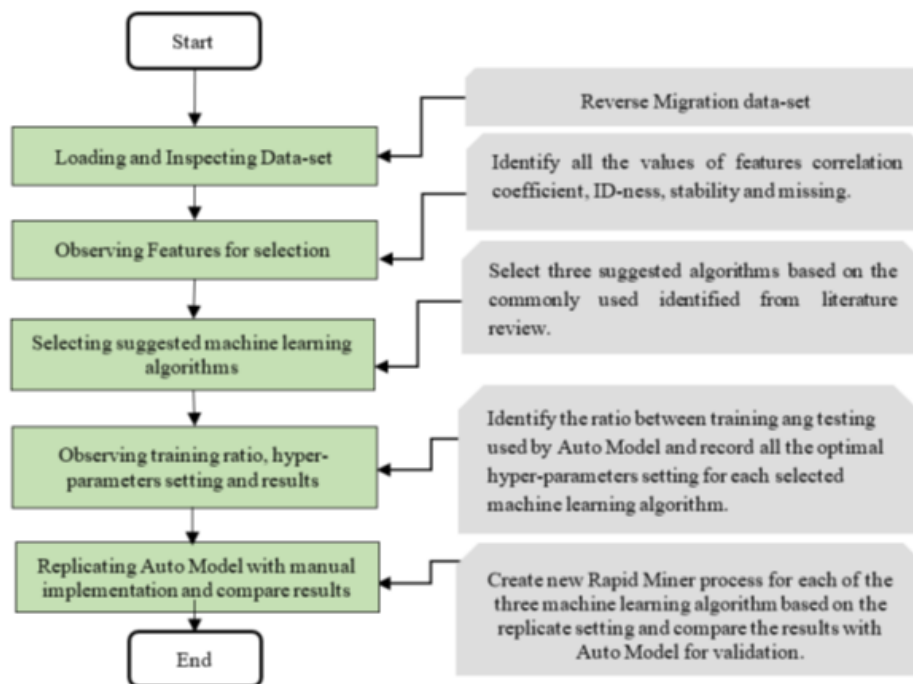 Start
Reverse Migration data-set
Loading and Inspecting Data-set
Identify all the values of features correlation
coefficient, ID-ness, stability and missing.
Observing Features for selection
Select three suggested algorithms based on the
commonly used identified from literature
review.
Selecting suggested machine learning
algorithms
Identify the ratio between training ang testing
used by Auto Model and record all the optimal
hyper-parameters setting for each selected
machine learning algorithm.
Observing training ratio, hyper-
parameters setting and results
Replicating Auto Model with manual
implementation and compare results
Create new Rapid Miner process for each of the
three machine learning algorithm based on the
replicate setting and compare the results with
Auto Model for validation.
End